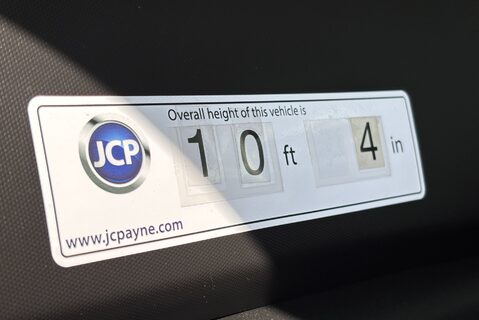 Overall height of this vehicle is
JCP
10 ft 4 in
www.jcpayne.com